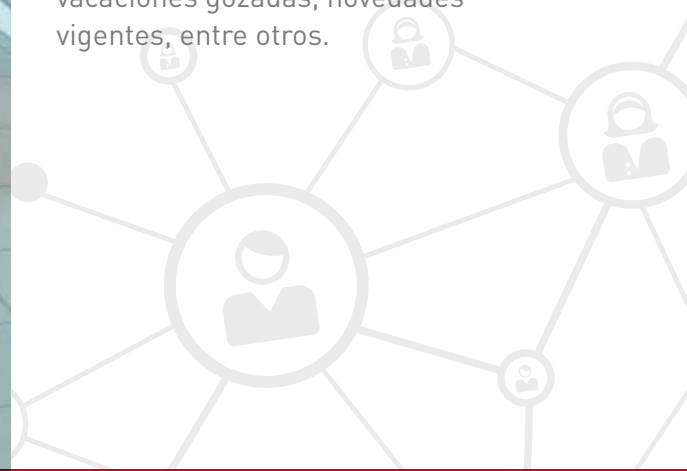 vacaciones gozadas, novedades
vigentes, entre otros.